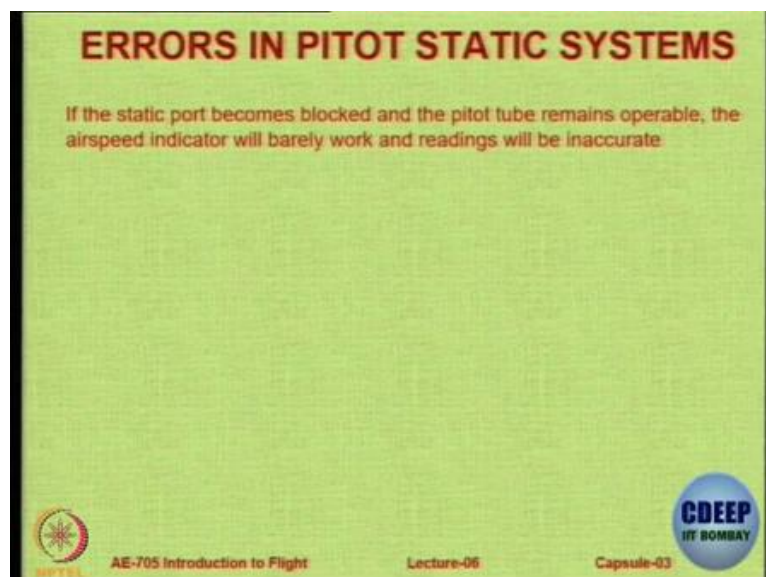 ERRORS IN PITOT STATIC SYSTEMS
If the static port becomes blocked and the pitot tube remains operable, the
airspeed indicator will barely work and readings will be inaccurate
CDEEP
IIT BOMBAY
NPTEL
AE-705 Introduction to Flight Lecture-06 Capsule-03